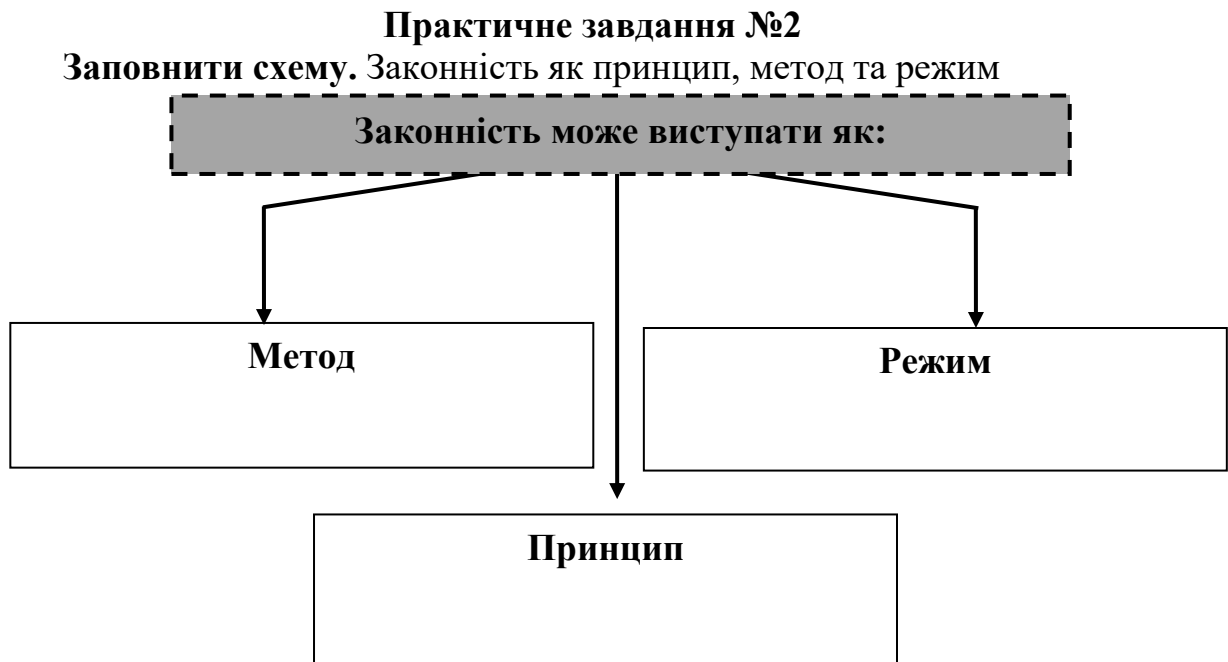 Практичне завдання №2
Заповнити схему. Законність як принцип, метод та режим
Законність може виступати як:
Метод
Режим
Принцип